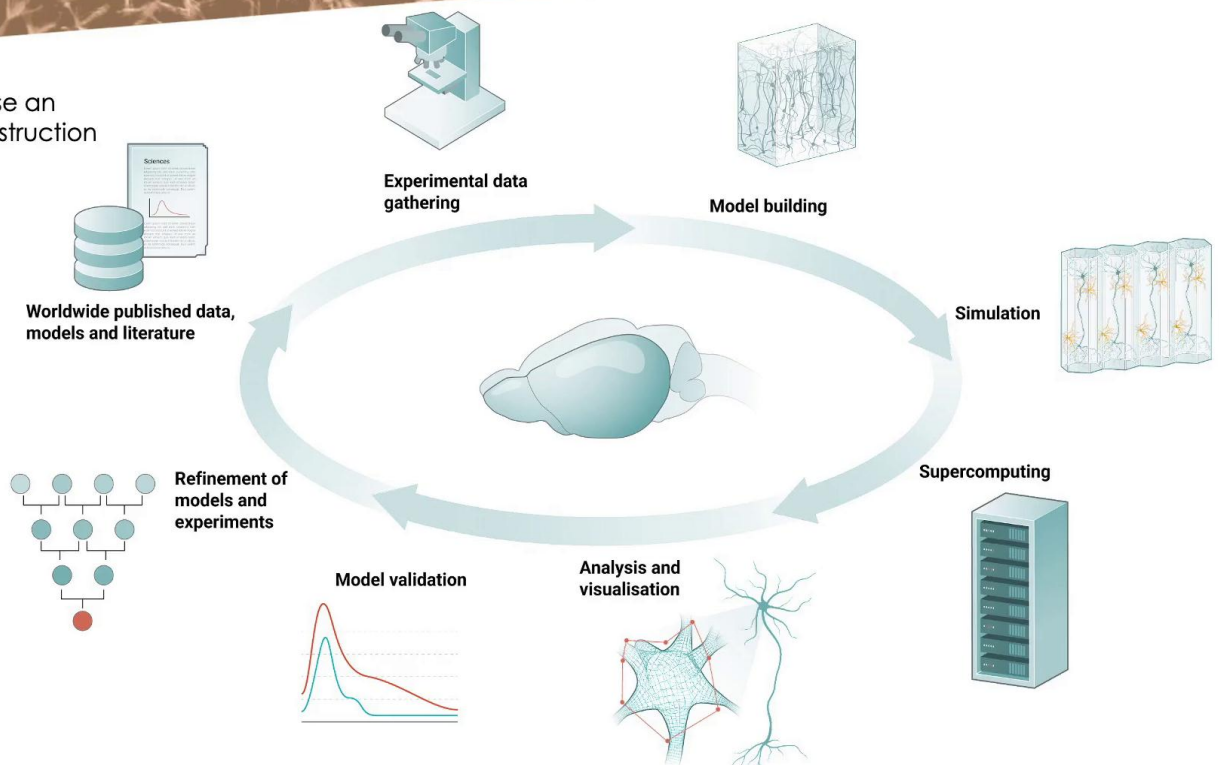 se an
struction
Sciences
Experimental data
gathering
Model building
Worldwide published data,
models and literature
Simulation
Refinement of
models and
experiments
Supercomputing
Model validation
Analysis and
visualisation